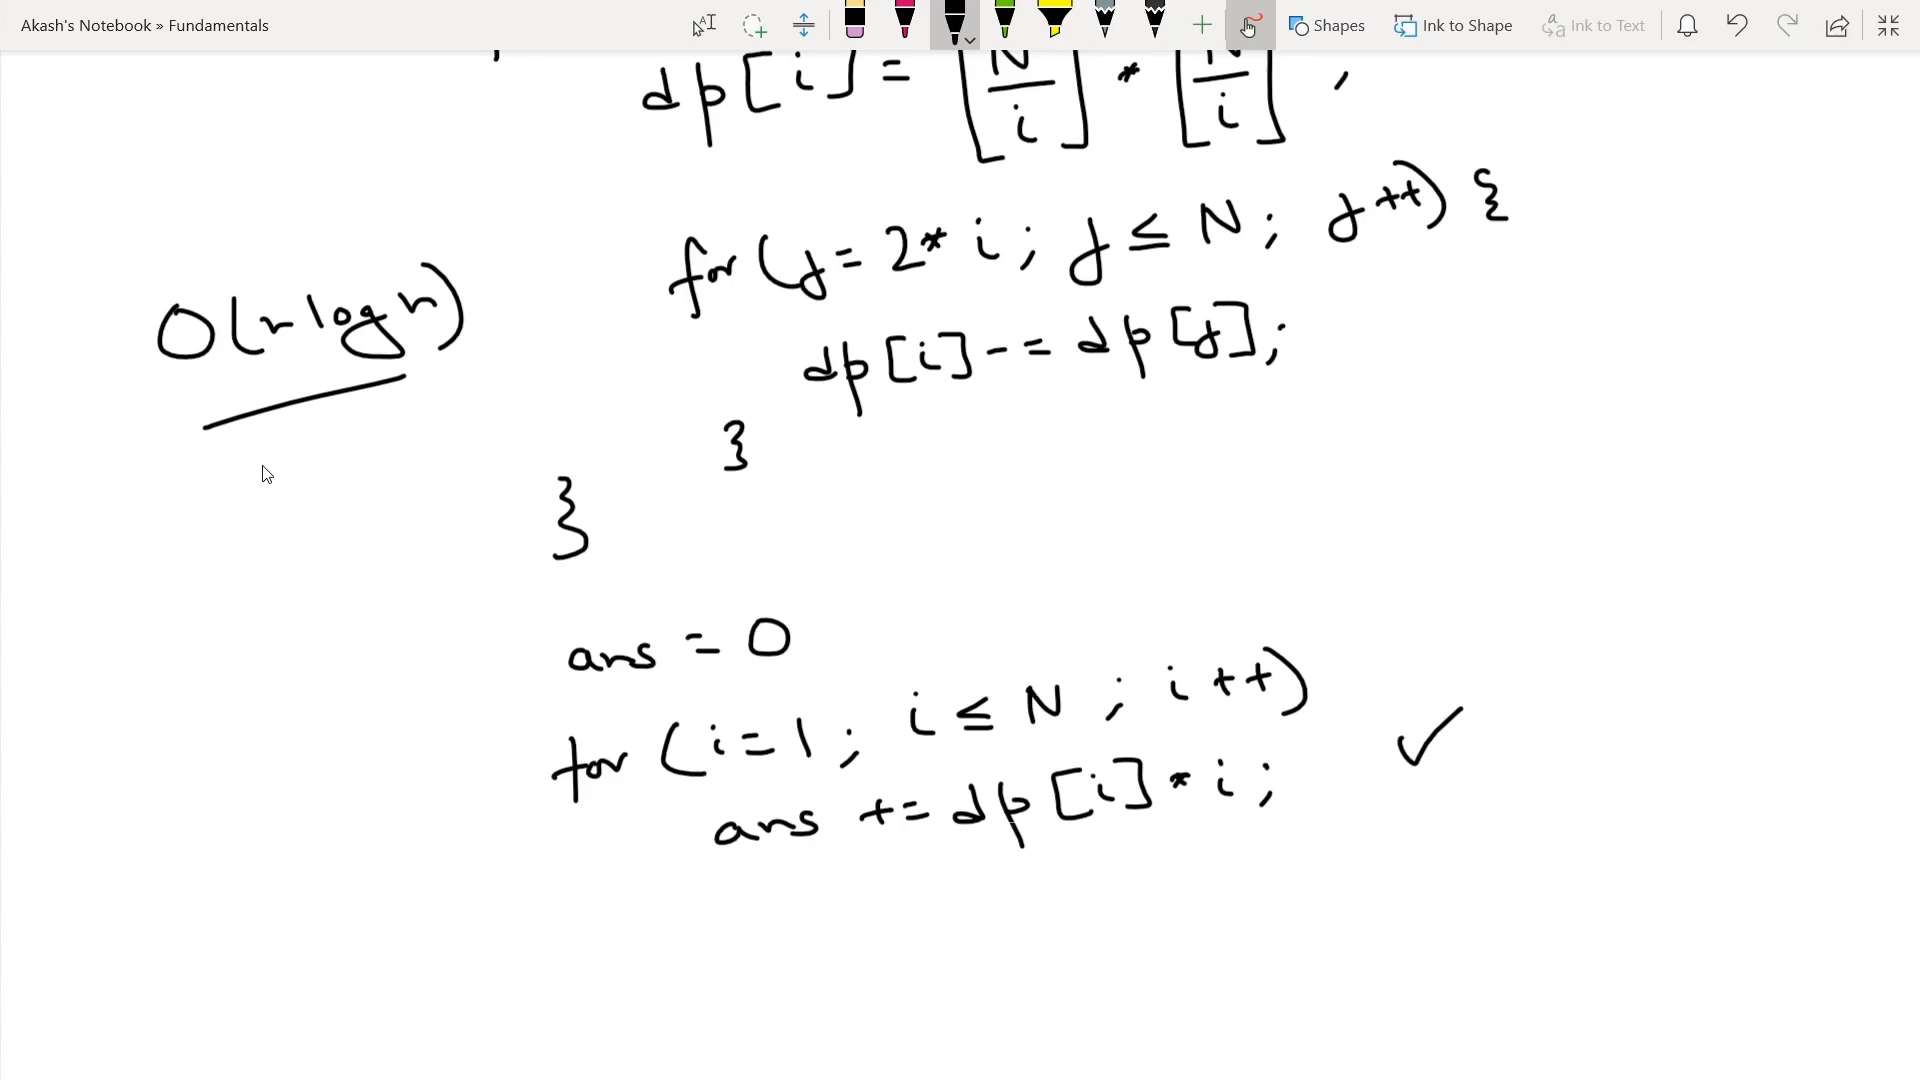 Akash's Notebook » Fundamentals
Shapes
Ink to Shape
Ink to Text
dp[i] = [N/i] * [N/i] ,
for (j = 2* i ; j ≤ N ; j++) {
O(n log n)
dp[i] -= dp[j];
}
}
ans = 0
for (i=1 ; i ≤ N ; i++)
ans += dp[i] * i ;